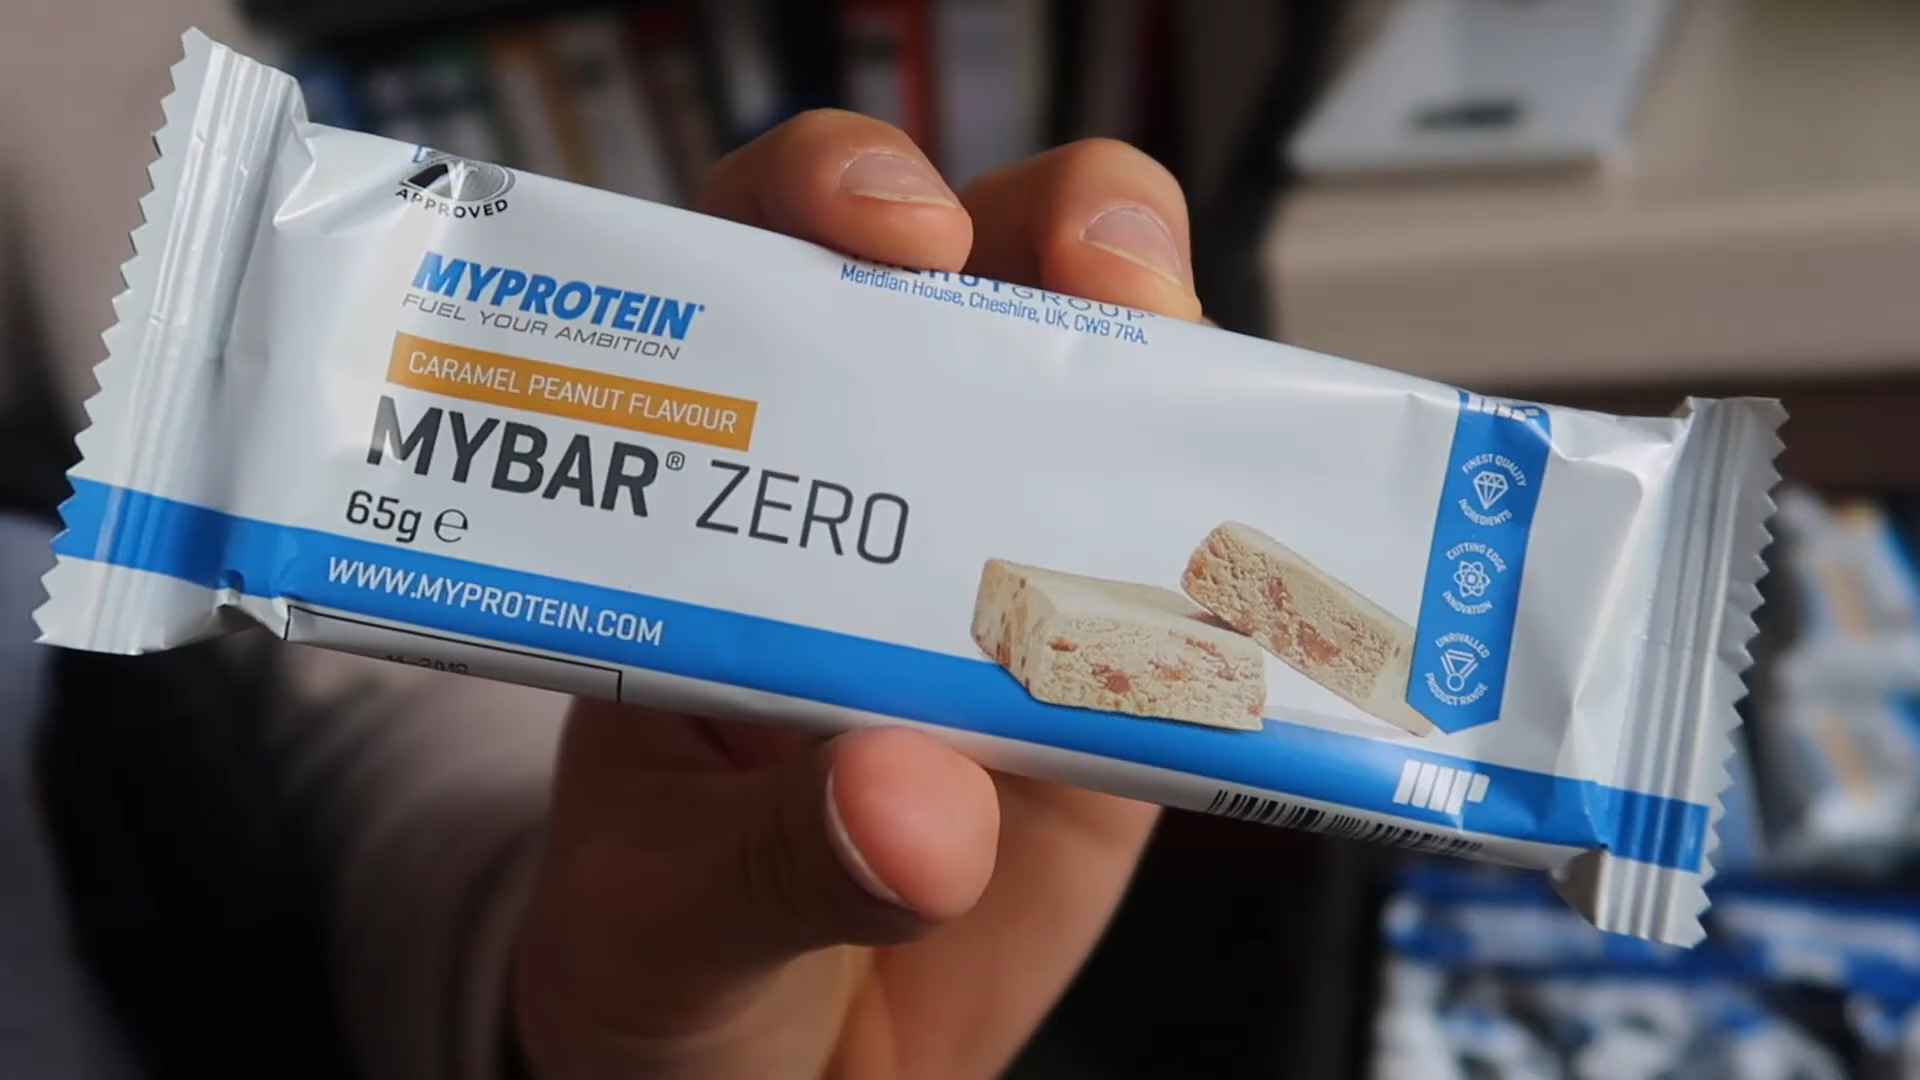 APPROVED
MYPROTEIN
FUEL YOUR AMBITION
CARAMEL PEANUT FLAVOUR
MYBAR® ZERO
65g ℮
WWW.MYPROTEIN.COM
GROUP
Meridian House, Cheshire, UK, CW9 7RA.
FINEST QUALITY
INGREDIENTS
CUTTING EDGE
INNOVATION
UNRIVALLED
PRODUCT RANGE